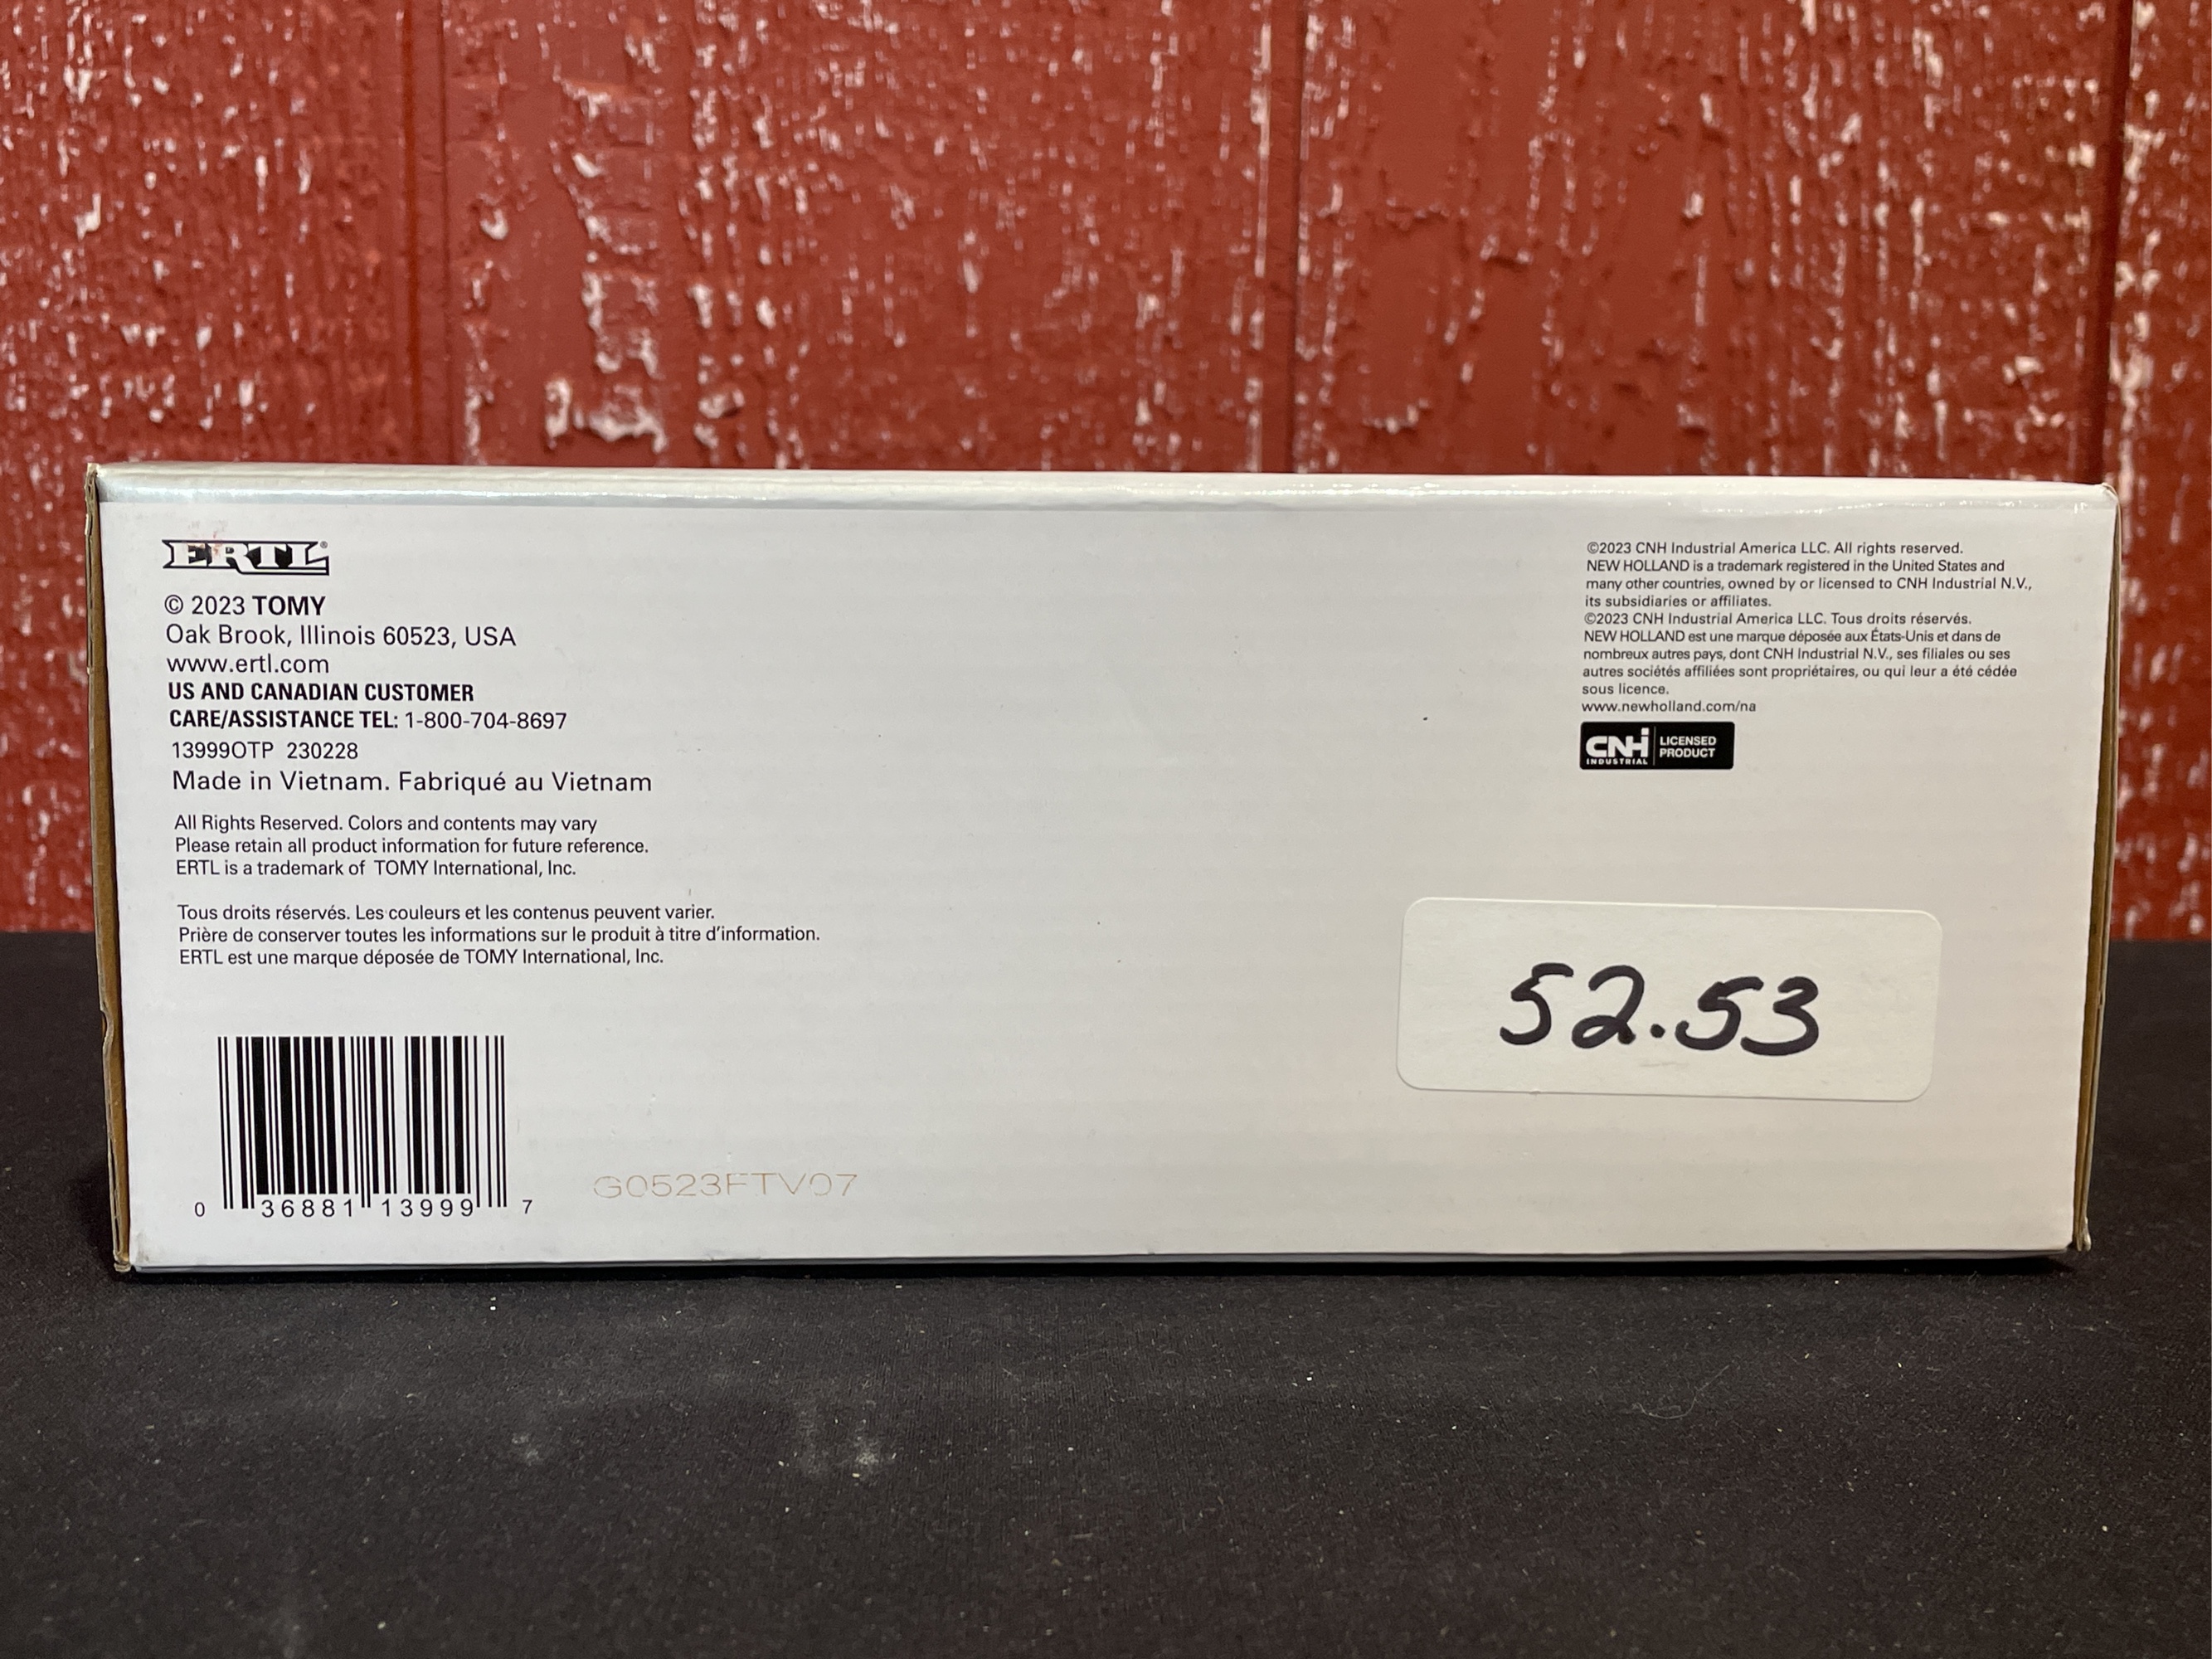 ERTL®
© 2023 TOMY
Oak Brook, Illinois 60523, USA
www.ertl.com
US AND CANADIAN CUSTOMER
CARE/ASSISTANCE TEL: 1-800-704-8697
13999OTP 230228
Made in Vietnam. Fabriqué au Vietnam
All Rights Reserved. Colors and contents may vary
Please retain all product information for future reference.
ERTL is a trademark of TOMY International, Inc.
Tous droits réservés. Les couleurs et les contenus peuvent varier.
Prière de conserver toutes les informations sur le produit à titre d'information.
ERTL est une marque déposée de TOMY International, Inc.
0 36881 13999 7
G0523FTV07
©2023 CNH Industrial America LLC. All rights reserved.
NEW HOLLAND is a trademark registered in the United States and
many other countries, owned by or licensed to CNH Industrial N.V.,
its subsidiaries or affiliates.
©2023 CNH Industrial America LLC. Tous droits réservés.
NEW HOLLAND est une marque déposée aux États-Unis et dans de
nombreux autres pays, dont CNH Industrial N.V., ses filiales ou ses
autres sociétés affiliées sont propriétaires, ou qui leur a été cédée
sous licence.
www.newholland.com/na
CNH INDUSTRIAL
LICENSED
PRODUCT
52.53